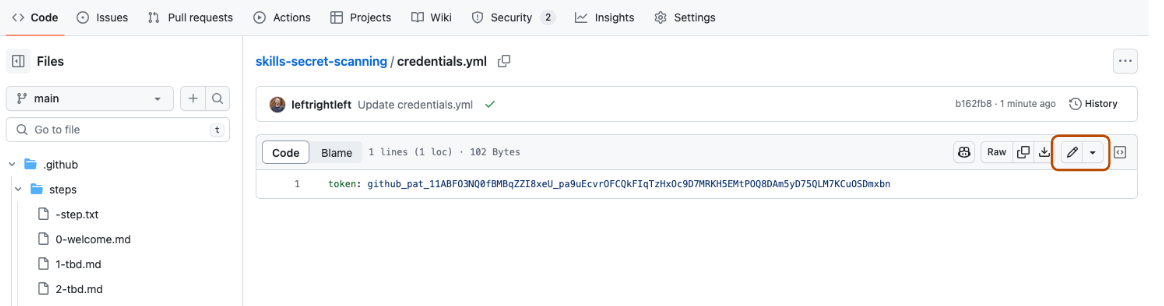 Code Issues Pull requests Actions Projects Wiki Security 2 Insights Settings
Files
skills-secret-scanning / credentials.yml
main
leftrightleft Update credentials.yml
b162fb8 · 1 minute ago History
Go to file t
Code Blame 1 lines (1 loc) · 102 Bytes
Raw
.github
1 token: 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
steps
-step.txt
0-welcome.md
1-tbd.md
2-tbd.md